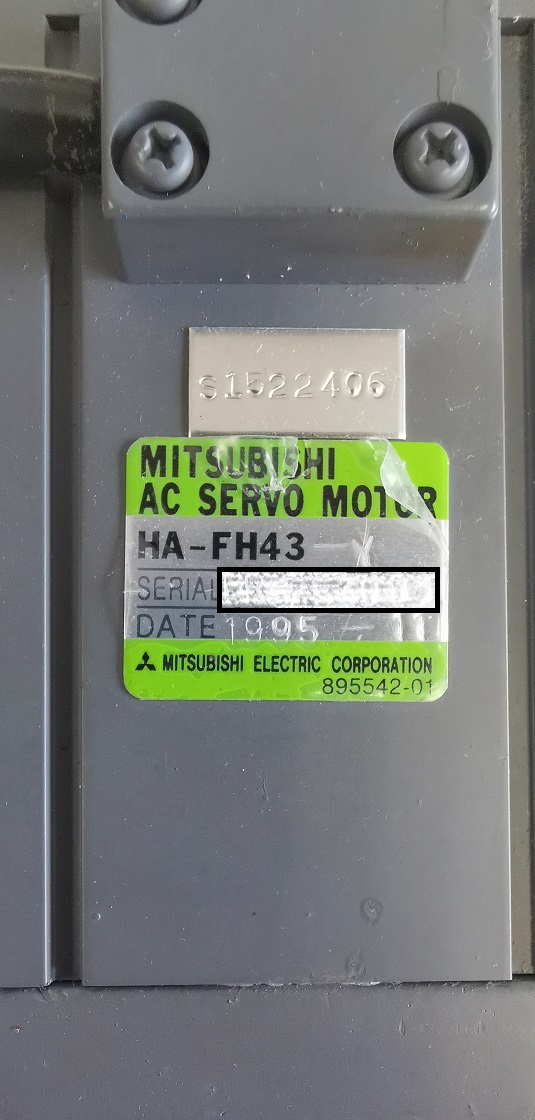 S1522406
MITSUBISHI
AC SERVO MOTOR
HA-FH43
SERIAL
DATE 1995-
MITSUBISHI ELECTRIC CORPORATION
895542-01